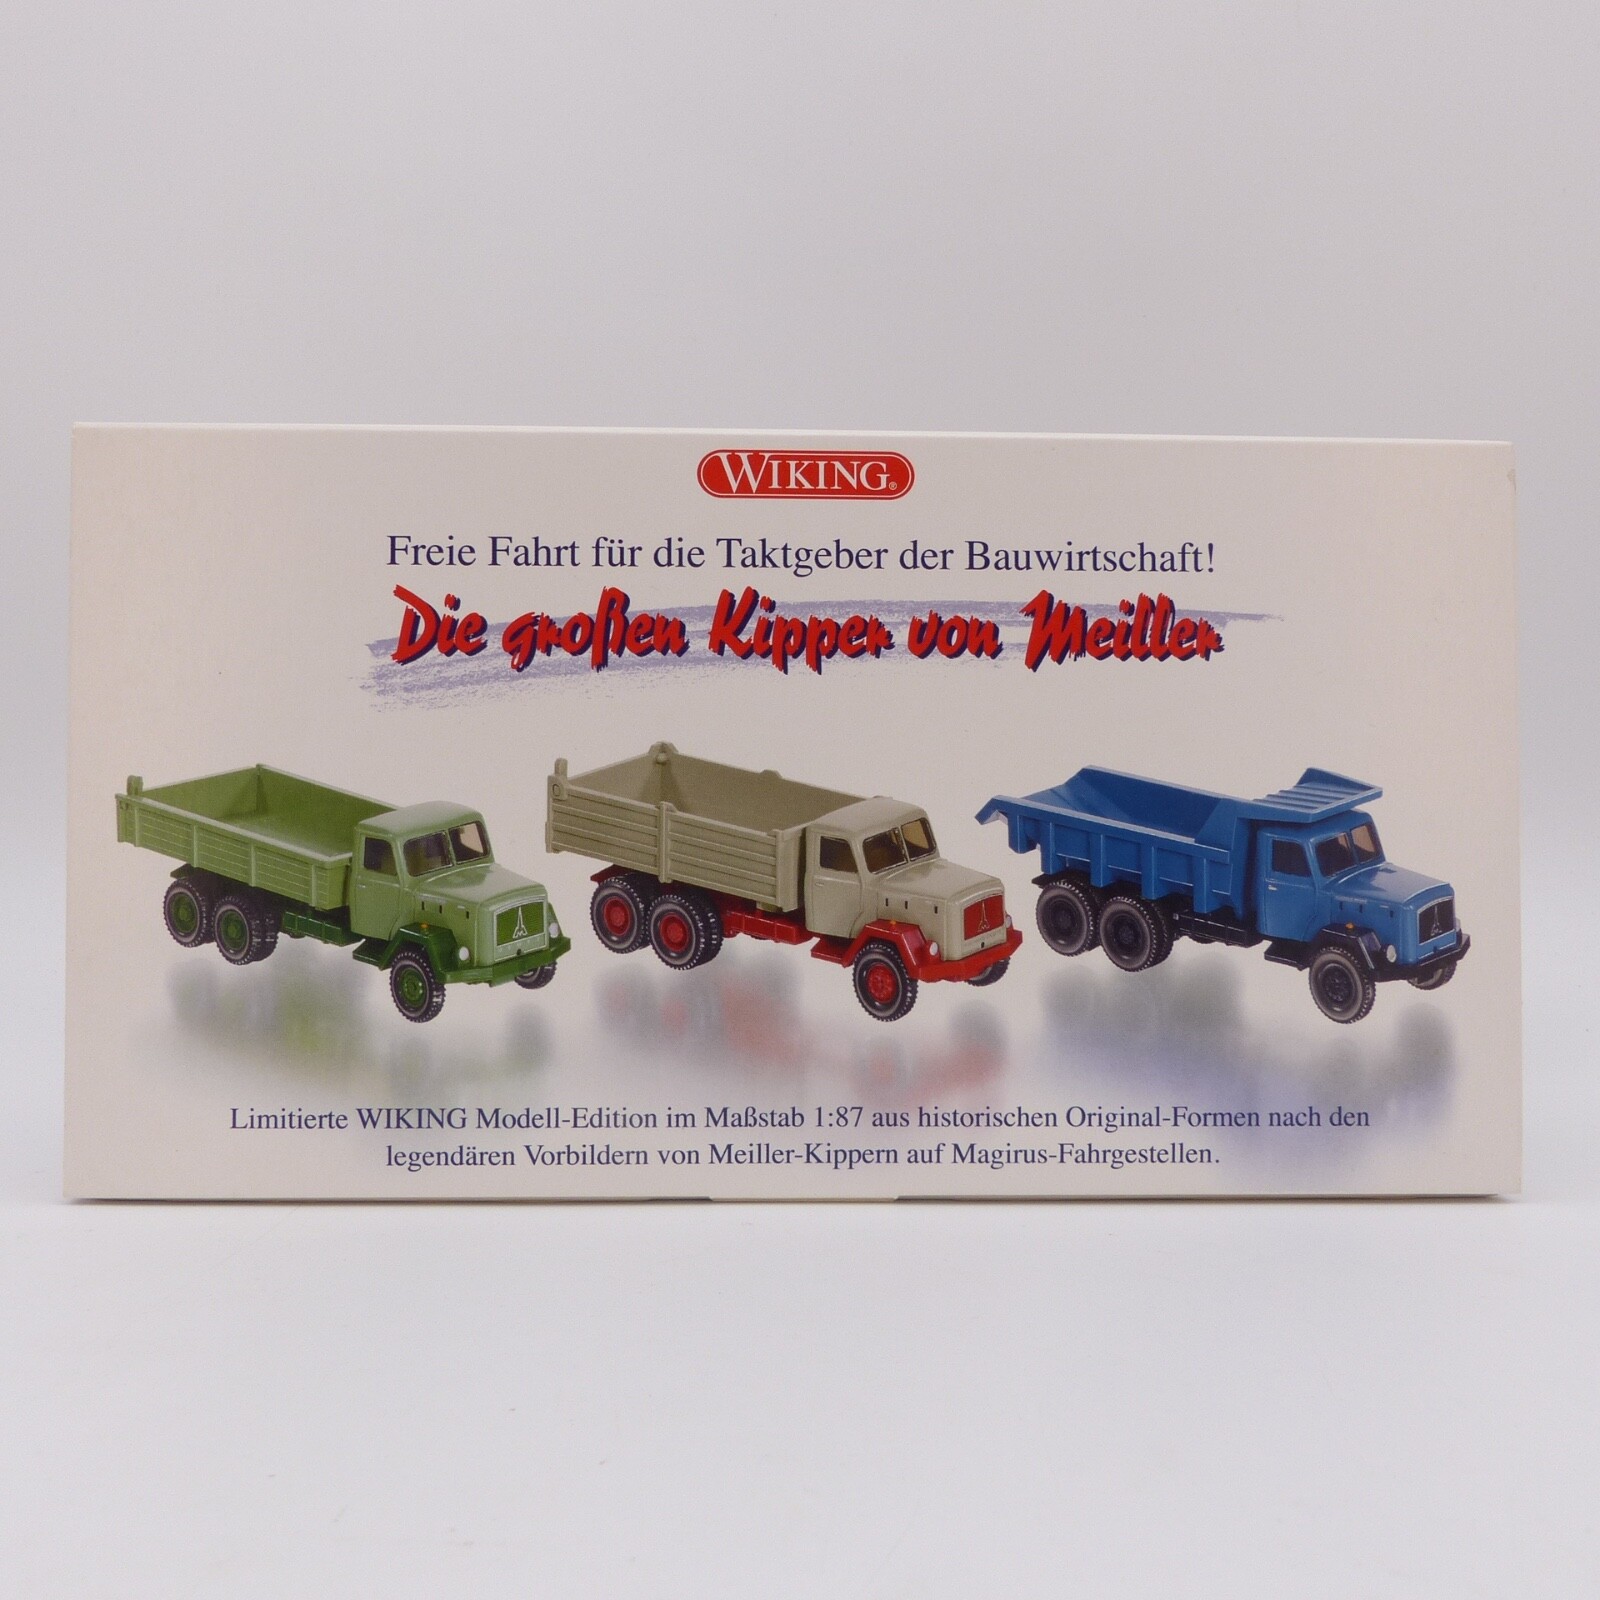 WIKING®
Freie Fahrt für die Taktgeber der Bauwirtschaft!
Die großen Kipper von Meiller
Limitierte WIKING Modell-Edition im Maßstab 1:87 aus historischen Original-Formen nach den
legendären Vorbildern von Meiller-Kippern auf Magirus-Fahrgestellen.